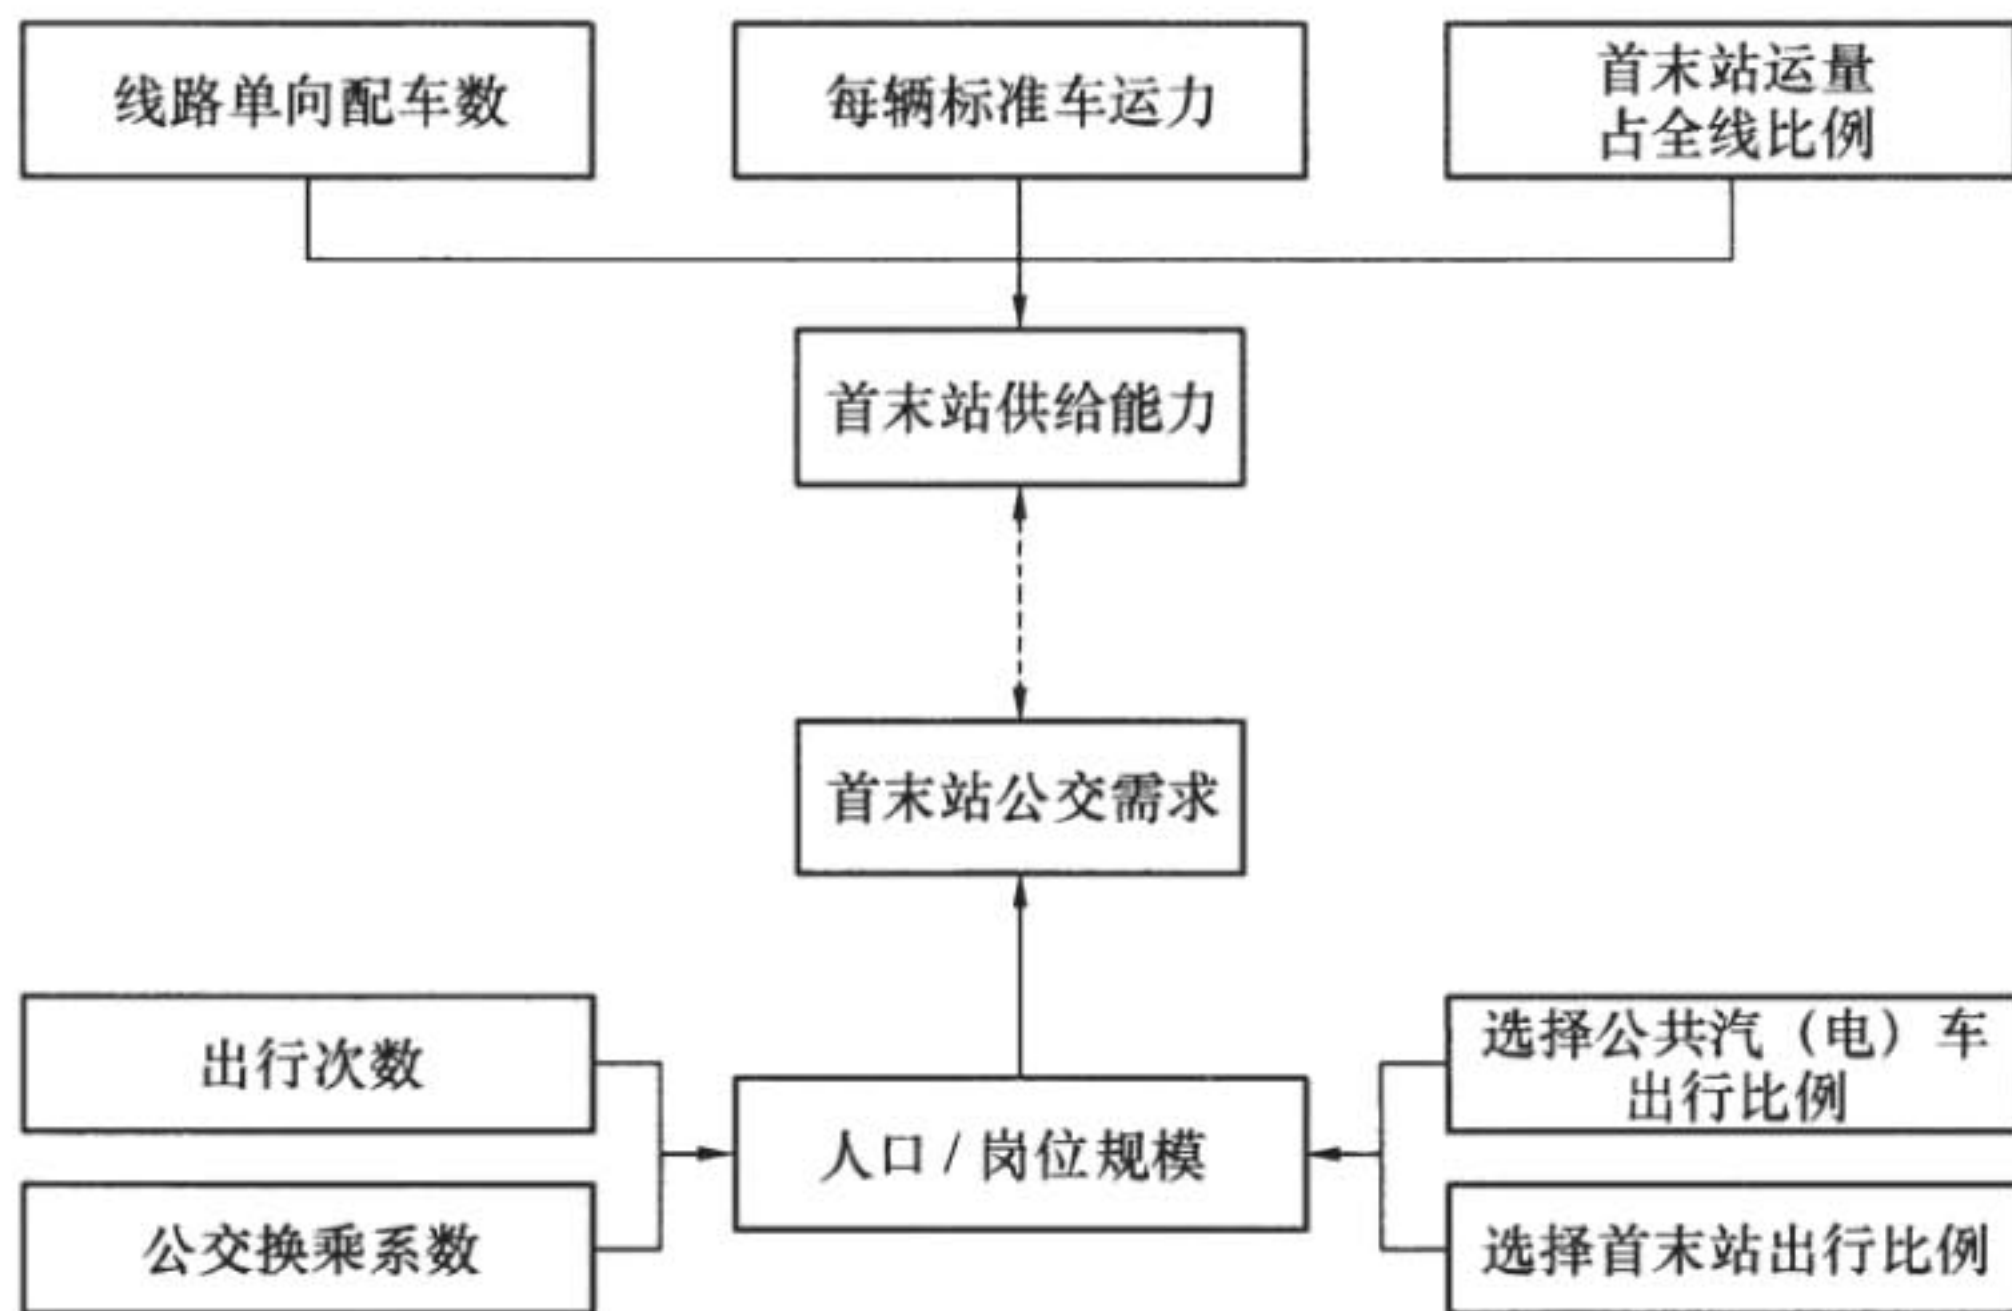 线路单向配车数
每辆标准车运力
首末站运量
占全线比例
首末站供给能力
首末站公交需求
出行次数
选择公共汽（电）车
出行比例
人口/岗位规模
公交换乘系数
选择首末站出行比例